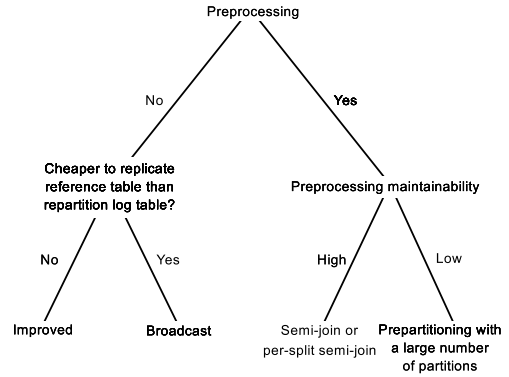 Preprocessing
No
Yes
Cheaper to replicate
reference table than
repartition log table?
Preprocessing maintainability
No
Yes
High
Low
Improved
Broadcast
Semi-join or
per-split semi-join
Prepartitioning with
a large number
of partitions